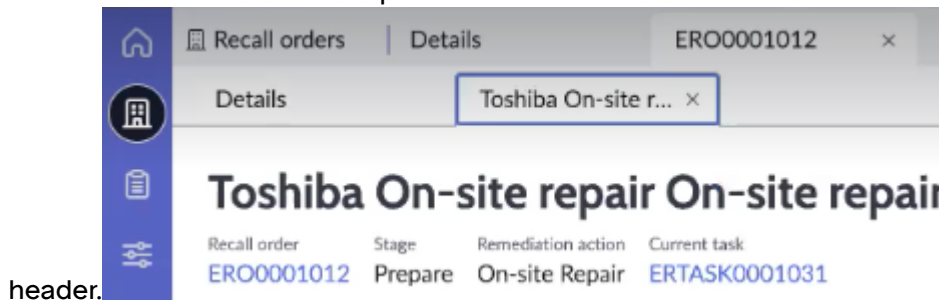 Recall orders Details ERO0001012 ×
Details Toshiba On-site r... ×
Toshiba On-site repair On-site repair
Recall order Stage Remediation action Current task
ERO0001012 Prepare On-site Repair ERTASK0001031
header.